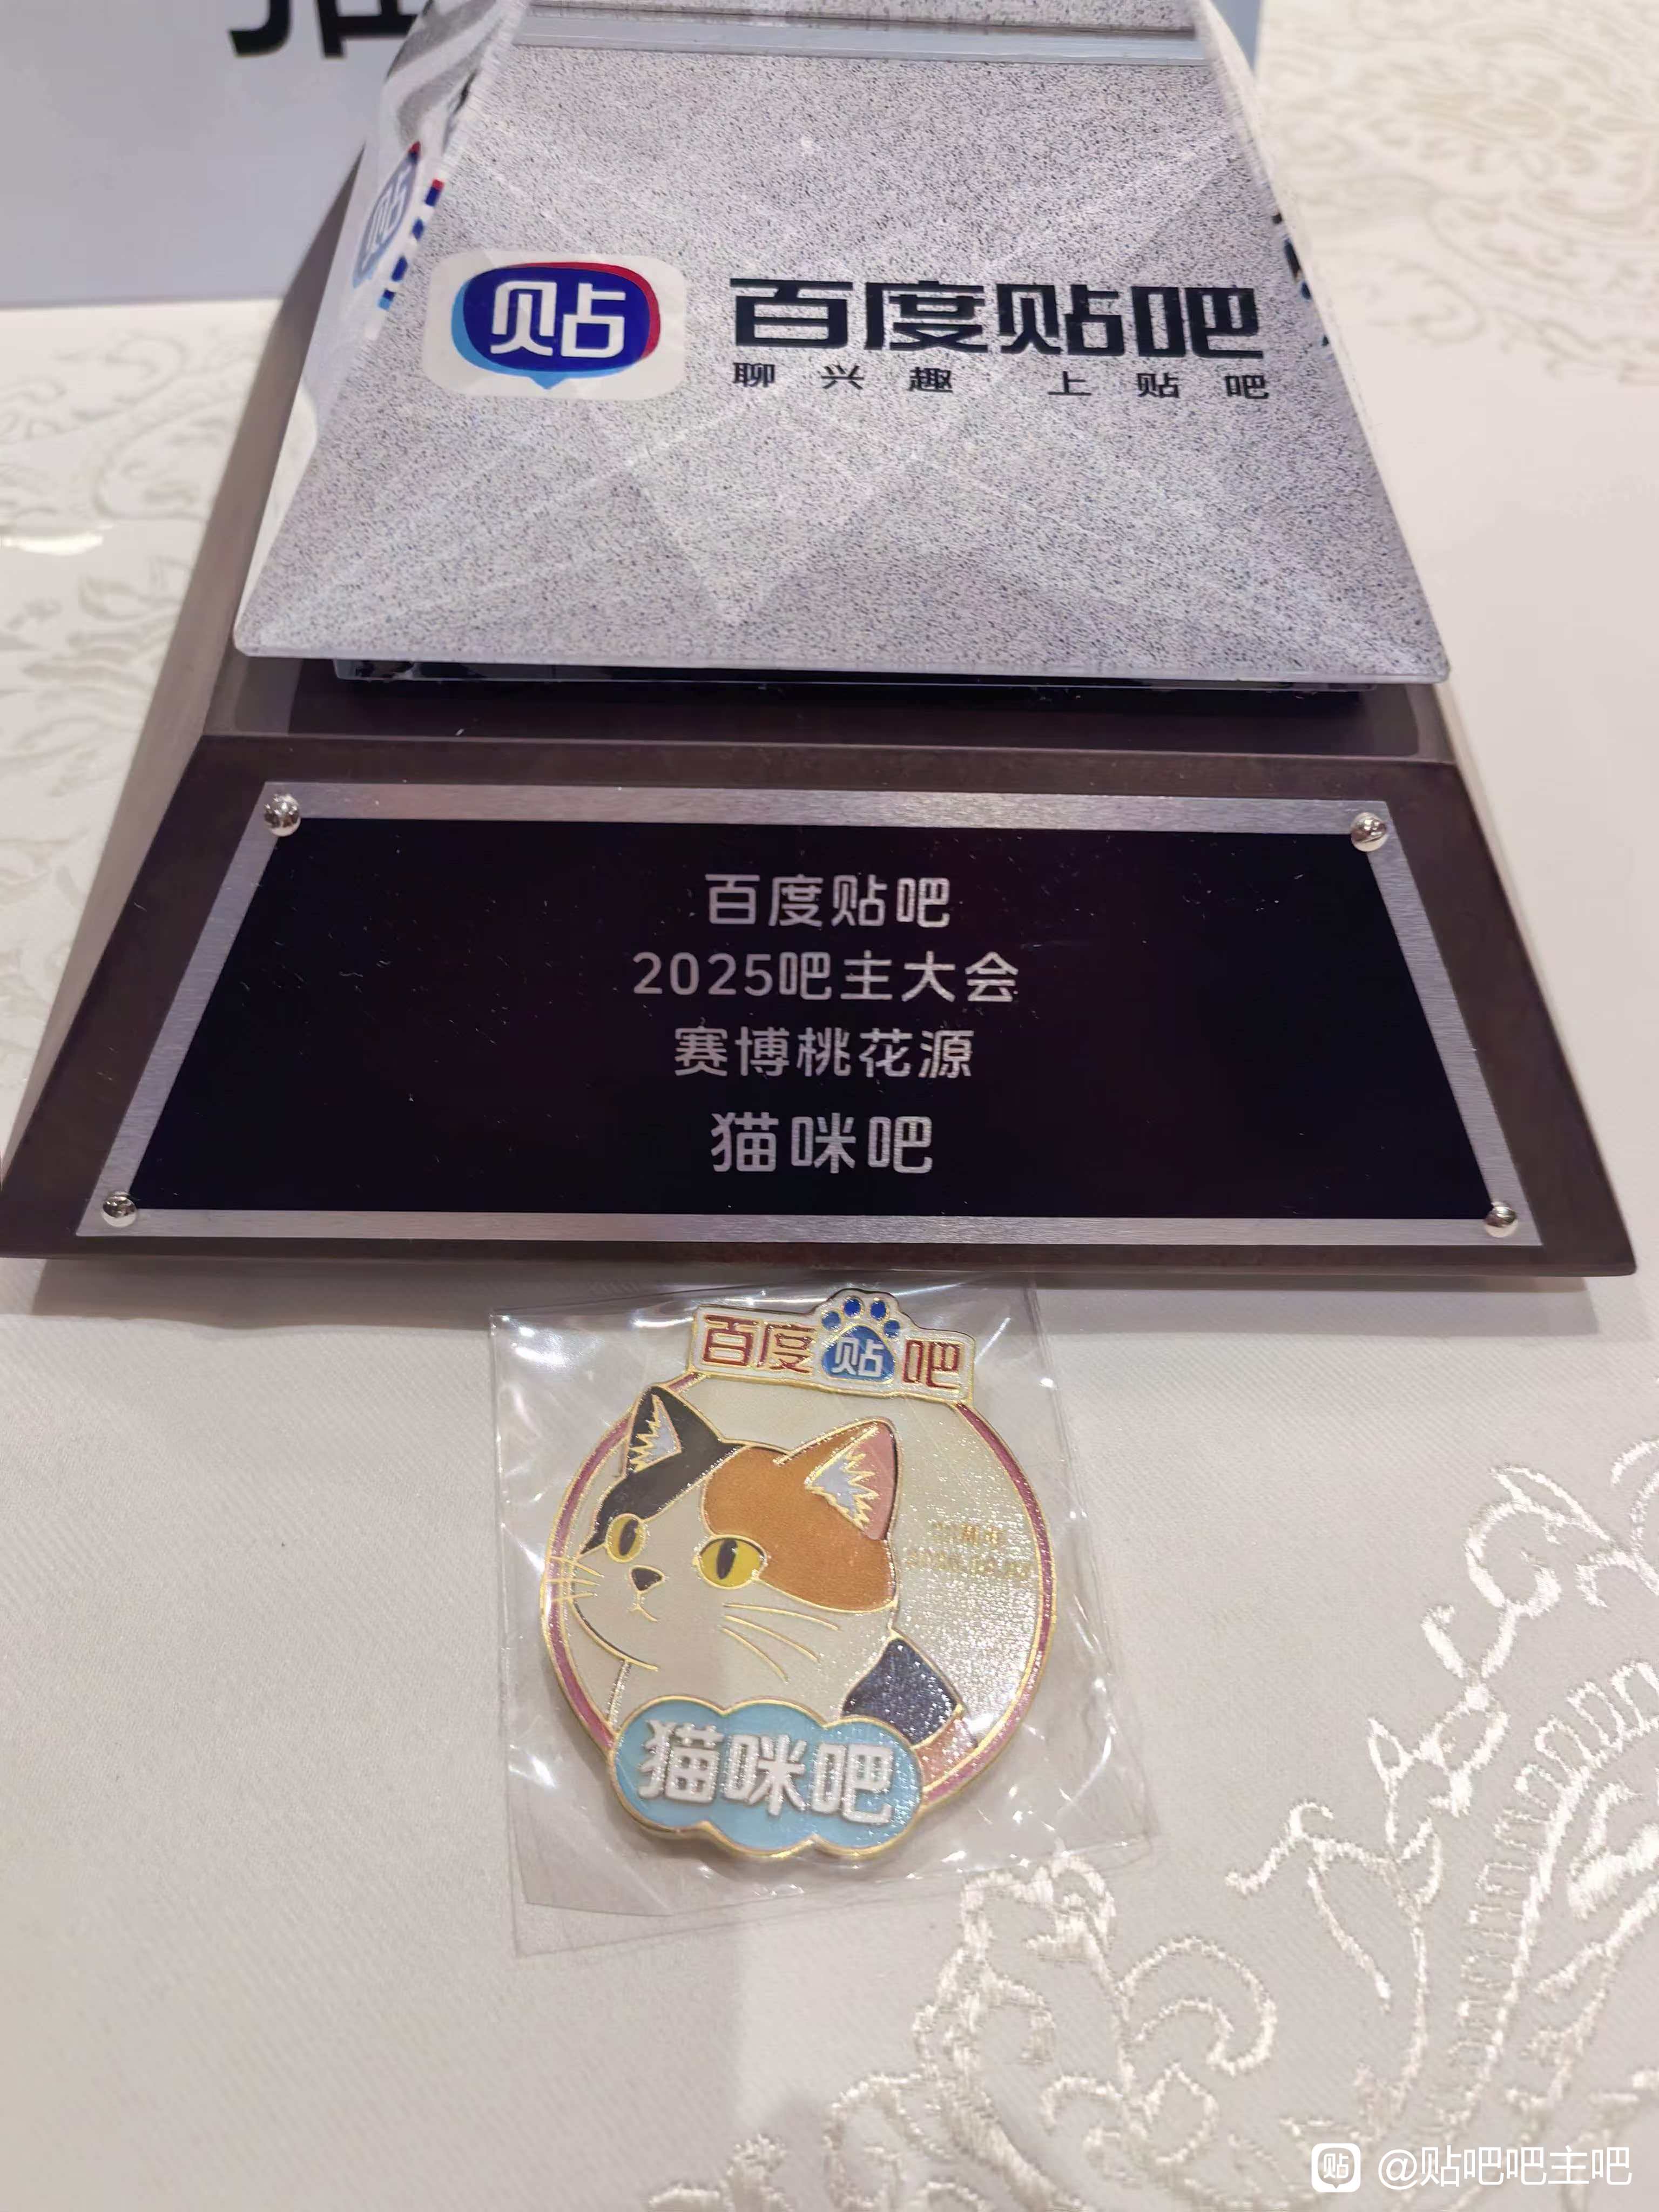 贴 百度贴吧
聊兴趣 上贴吧
百度贴吧
2025吧主大会
赛博桃花源
猫咪吧
百度贴吧
猫咪吧
贴 @贴吧吧主吧